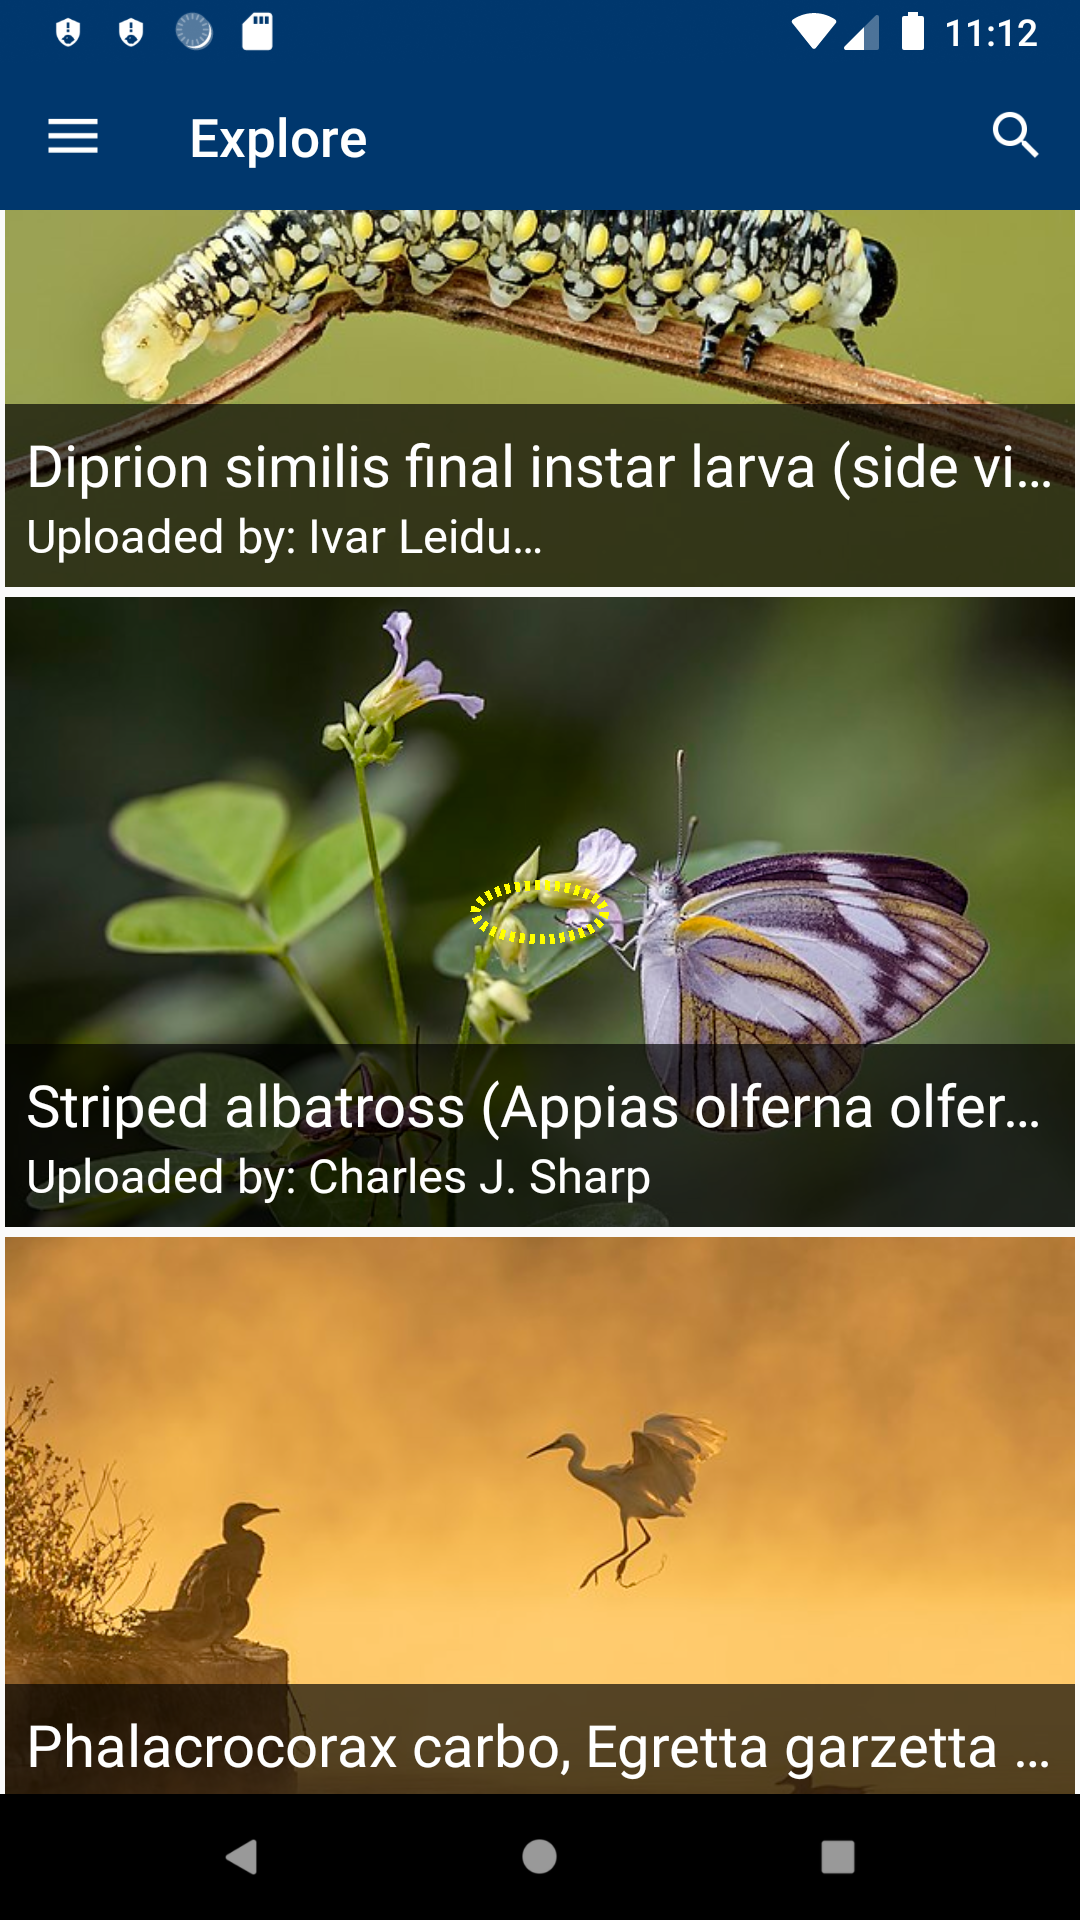 11:12
Explore
Diprion similis final instar larva (side vi...
Uploaded by: Ivar Leidu...
Striped albatross (Appias olferna olfer...
Uploaded by: Charles J. Sharp
Phalacrocorax carbo, Egretta garzetta ...